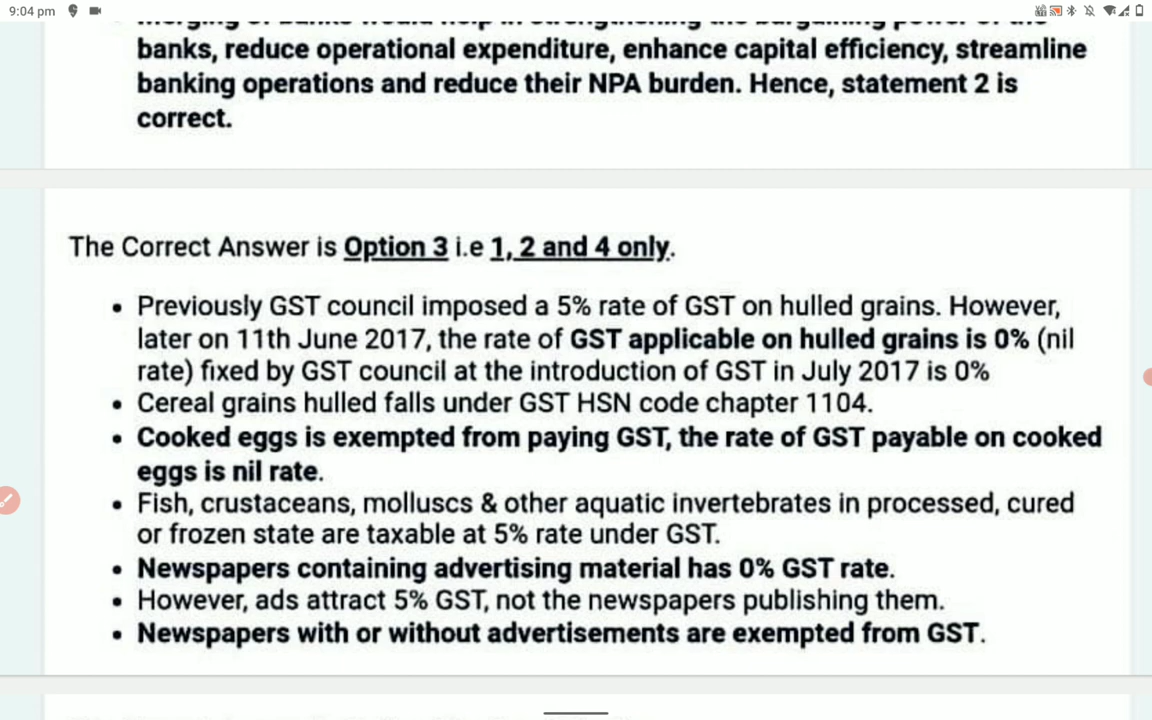 9:04 pm
banks, reduce operational expenditure, enhance capital efficiency, streamline
banking operations and reduce their NPA burden. Hence, statement 2 is
correct.
The Correct Answer is Option 3 i.e 1, 2 and 4 only.
• Previously GST council imposed a 5% rate of GST on hulled grains. However,
later on 11th June 2017, the rate of GST applicable on hulled grains is 0% (nil
rate) fixed by GST council at the introduction of GST in July 2017 is 0%
• Cereal grains hulled falls under GST HSN code chapter 1104.
• Cooked eggs is exempted from paying GST, the rate of GST payable on cooked
eggs is nil rate.
• Fish, crustaceans, molluscs & other aquatic invertebrates in processed, cured
or frozen state are taxable at 5% rate under GST.
• Newspapers containing advertising material has 0% GST rate.
• However, ads attract 5% GST, not the newspapers publishing them.
• Newspapers with or without advertisements are exempted from GST.